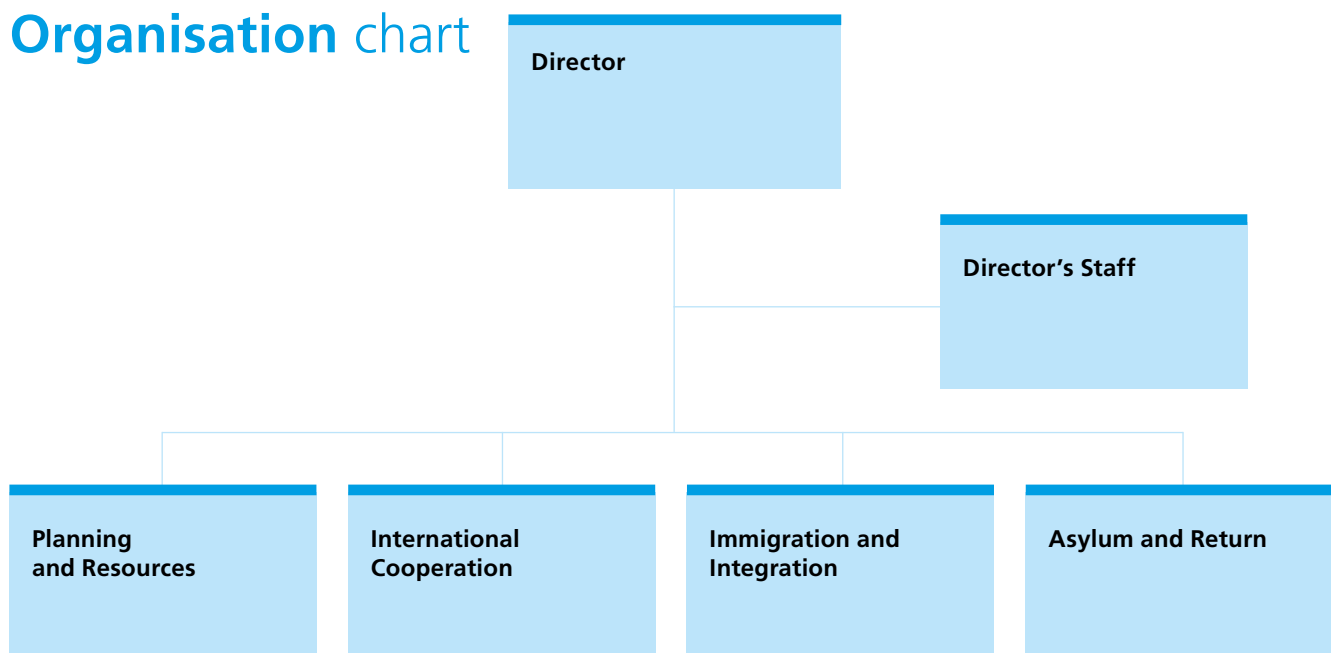 Organisation chart
Director
Director’s Staff
Planning
and Resources
International
Cooperation
Immigration and
Integration
Asylum and Return